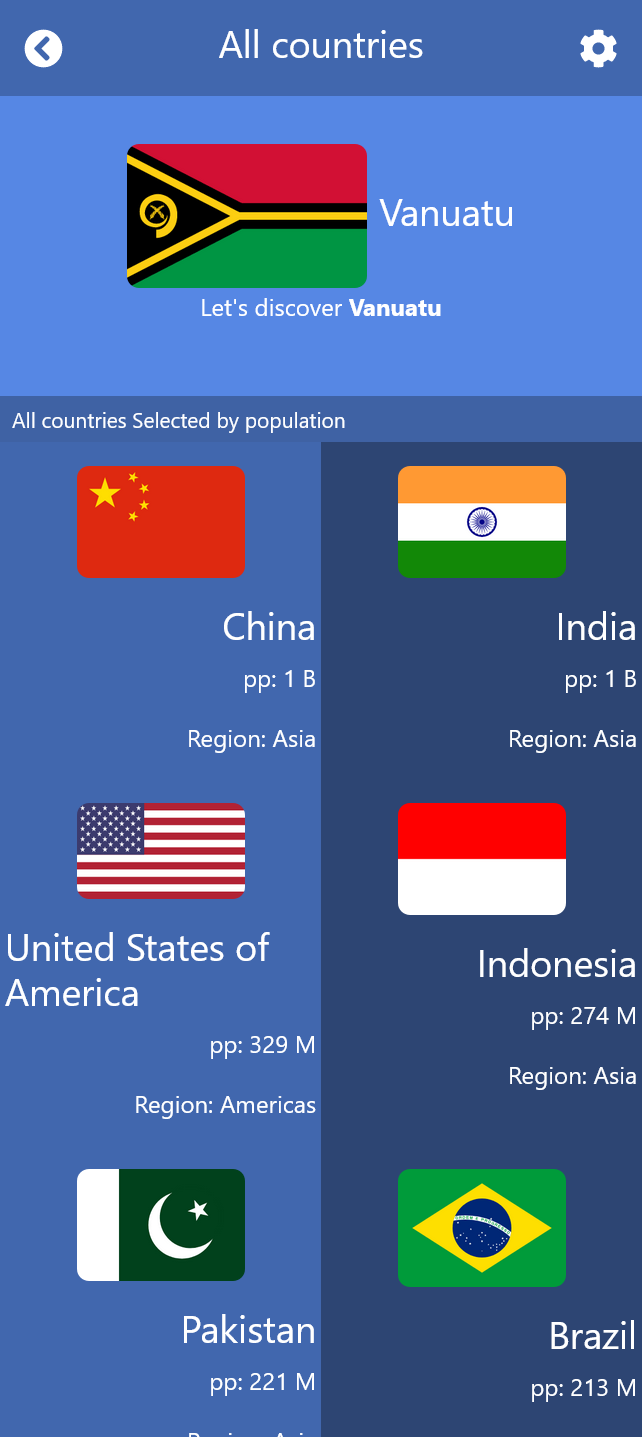 All countries
Vanuatu
Let's discover Vanuatu
All countries Selected by population
China
pp: 1 B
Region: Asia
India
pp: 1 B
Region: Asia
United States of
America
pp: 329 M
Region: Americas
Indonesia
pp: 274 M
Region: Asia
Pakistan
pp: 221 M
Brazil
pp: 213 M